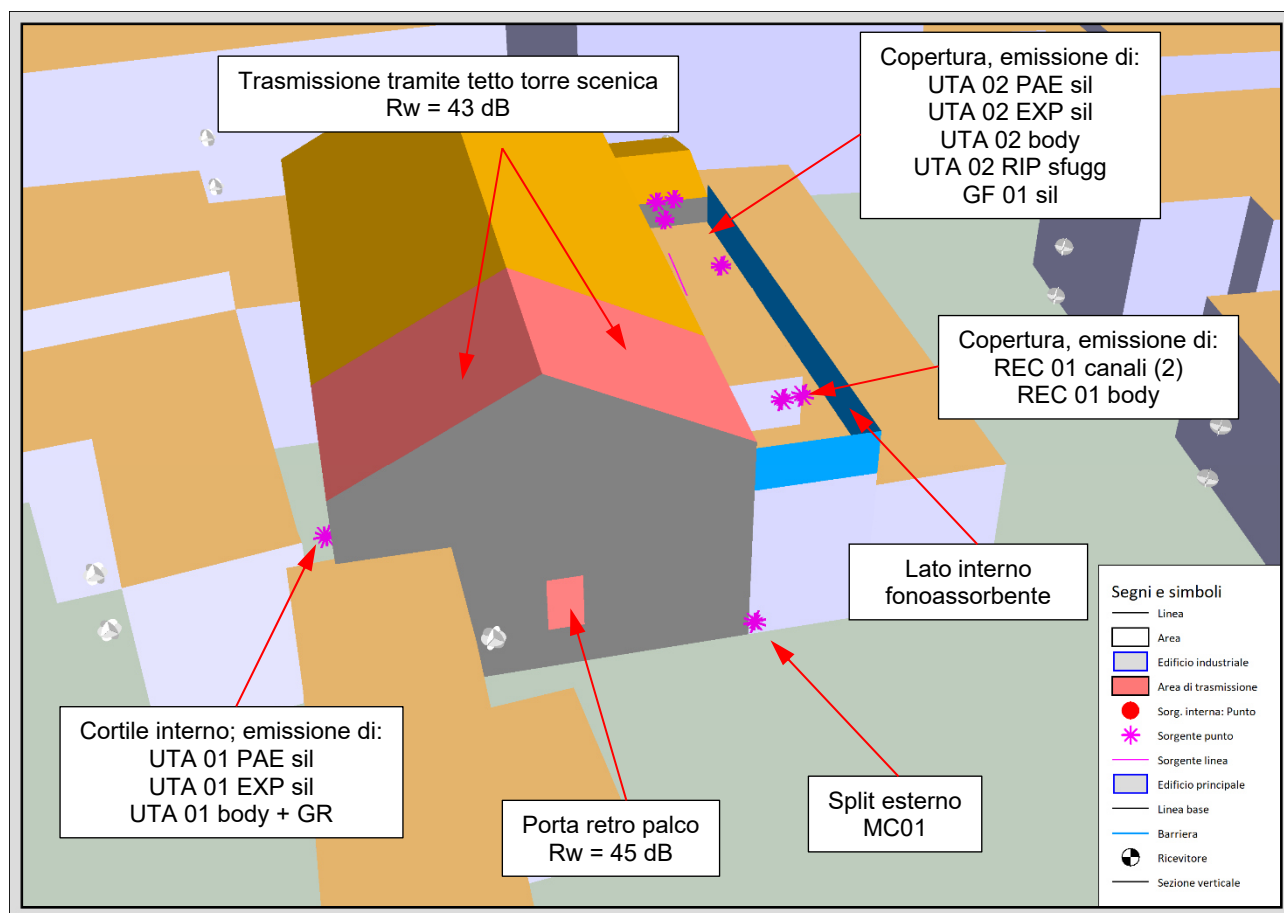 Trasmissione tramite tetto torre scenica
Rw = 43 dB
Copertura, emissione di:
UTA 02 PAE sil
UTA 02 EXP sil
UTA 02 body
UTA 02 RIP sfugg
GF 01 sil
Copertura, emissione di:
REC 01 canali (2)
REC 01 body
Lato interno
fonoassorbente
Cortile interno; emissione di:
UTA 01 PAE sil
UTA 01 EXP sil
UTA 01 body + GR
Porta retro palco
Rw = 45 dB
Split esterno
MC01
Segni e simboli
Linea
Area
Edificio industriale
Area di trasmissione
Sorg. interna: Punto
Sorgente punto
Sorgente linea
Edificio principale
Linea base
Barriera
Ricevitore
Sezione verticale